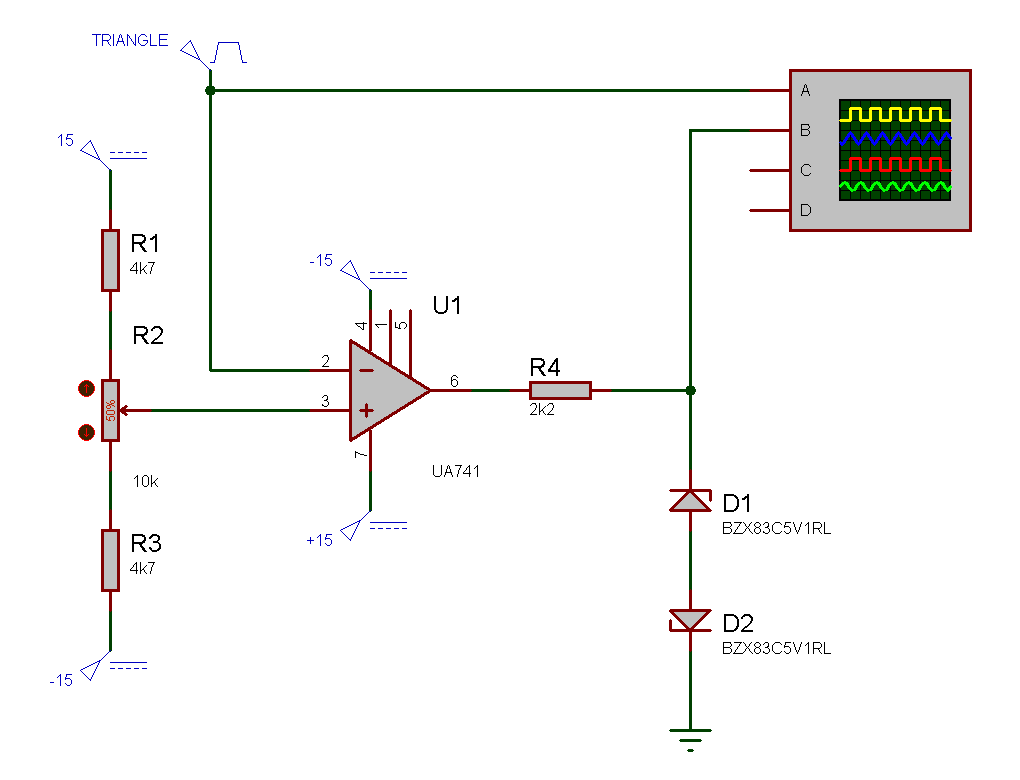 TRIANGLE
A
B
C
D
15
R1
4k7
R2
50%
10k
R3
4k7
-15
-15
4
1
5
U1
2
3
6
7
UA741
+15
R4
2k2
D1
BZX83C5V1RL
D2
BZX83C5V1RL